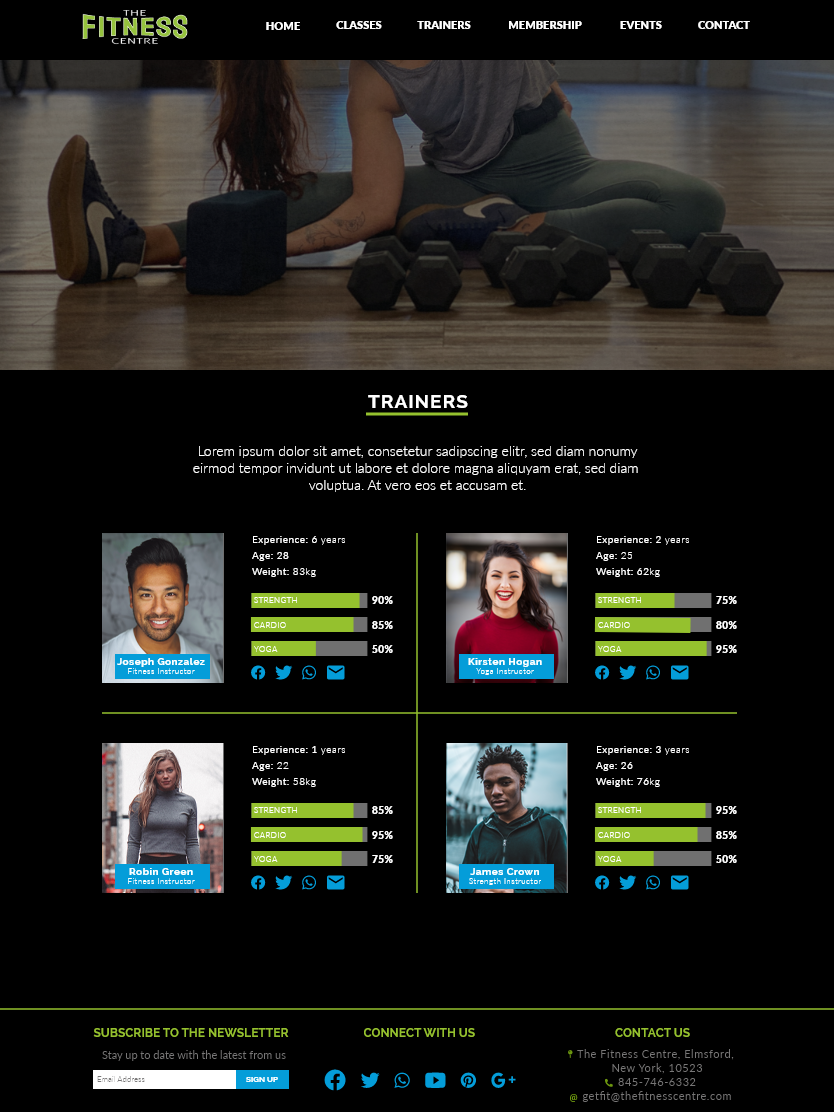 THE
FITNESS
CENTRE
HOME CLASSES TRAINERS MEMBERSHIP EVENTS CONTACT
TRAINERS
Lorem ipsum dolor sit amet, consetetur sadipscing elitr, sed diam nonumy
eirmod tempor invidunt ut labore et dolore magna aliquyam erat, sed diam
voluptua. At vero eos et accusam et.
Experience: 6 years
Age: 28
Weight: 83kg
STRENGTH 90%
CARDIO 85%
YOGA 50%
Joseph Gonzalez
Fitness Instructor
Experience: 2 years
Age: 25
Weight: 62kg
STRENGTH 75%
CARDIO 80%
YOGA 95%
Kirsten Hogan
Yoga Instructor
Experience: 1 years
Age: 22
Weight: 58kg
STRENGTH 85%
CARDIO 95%
YOGA 75%
Robin Green
Fitness Instructor
Experience: 3 years
Age: 26
Weight: 76kg
STRENGTH 95%
CARDIO 85%
YOGA 50%
James Crown
Strength Instructor
SUBSCRIBE TO THE NEWSLETTER
Stay up to date with the latest from us
Email Address SIGN UP
CONNECT WITH US
CONTACT US
The Fitness Centre, Elmsford,
New York, 10523
845-746-6332
@ getfit@thefitnesscentre.com